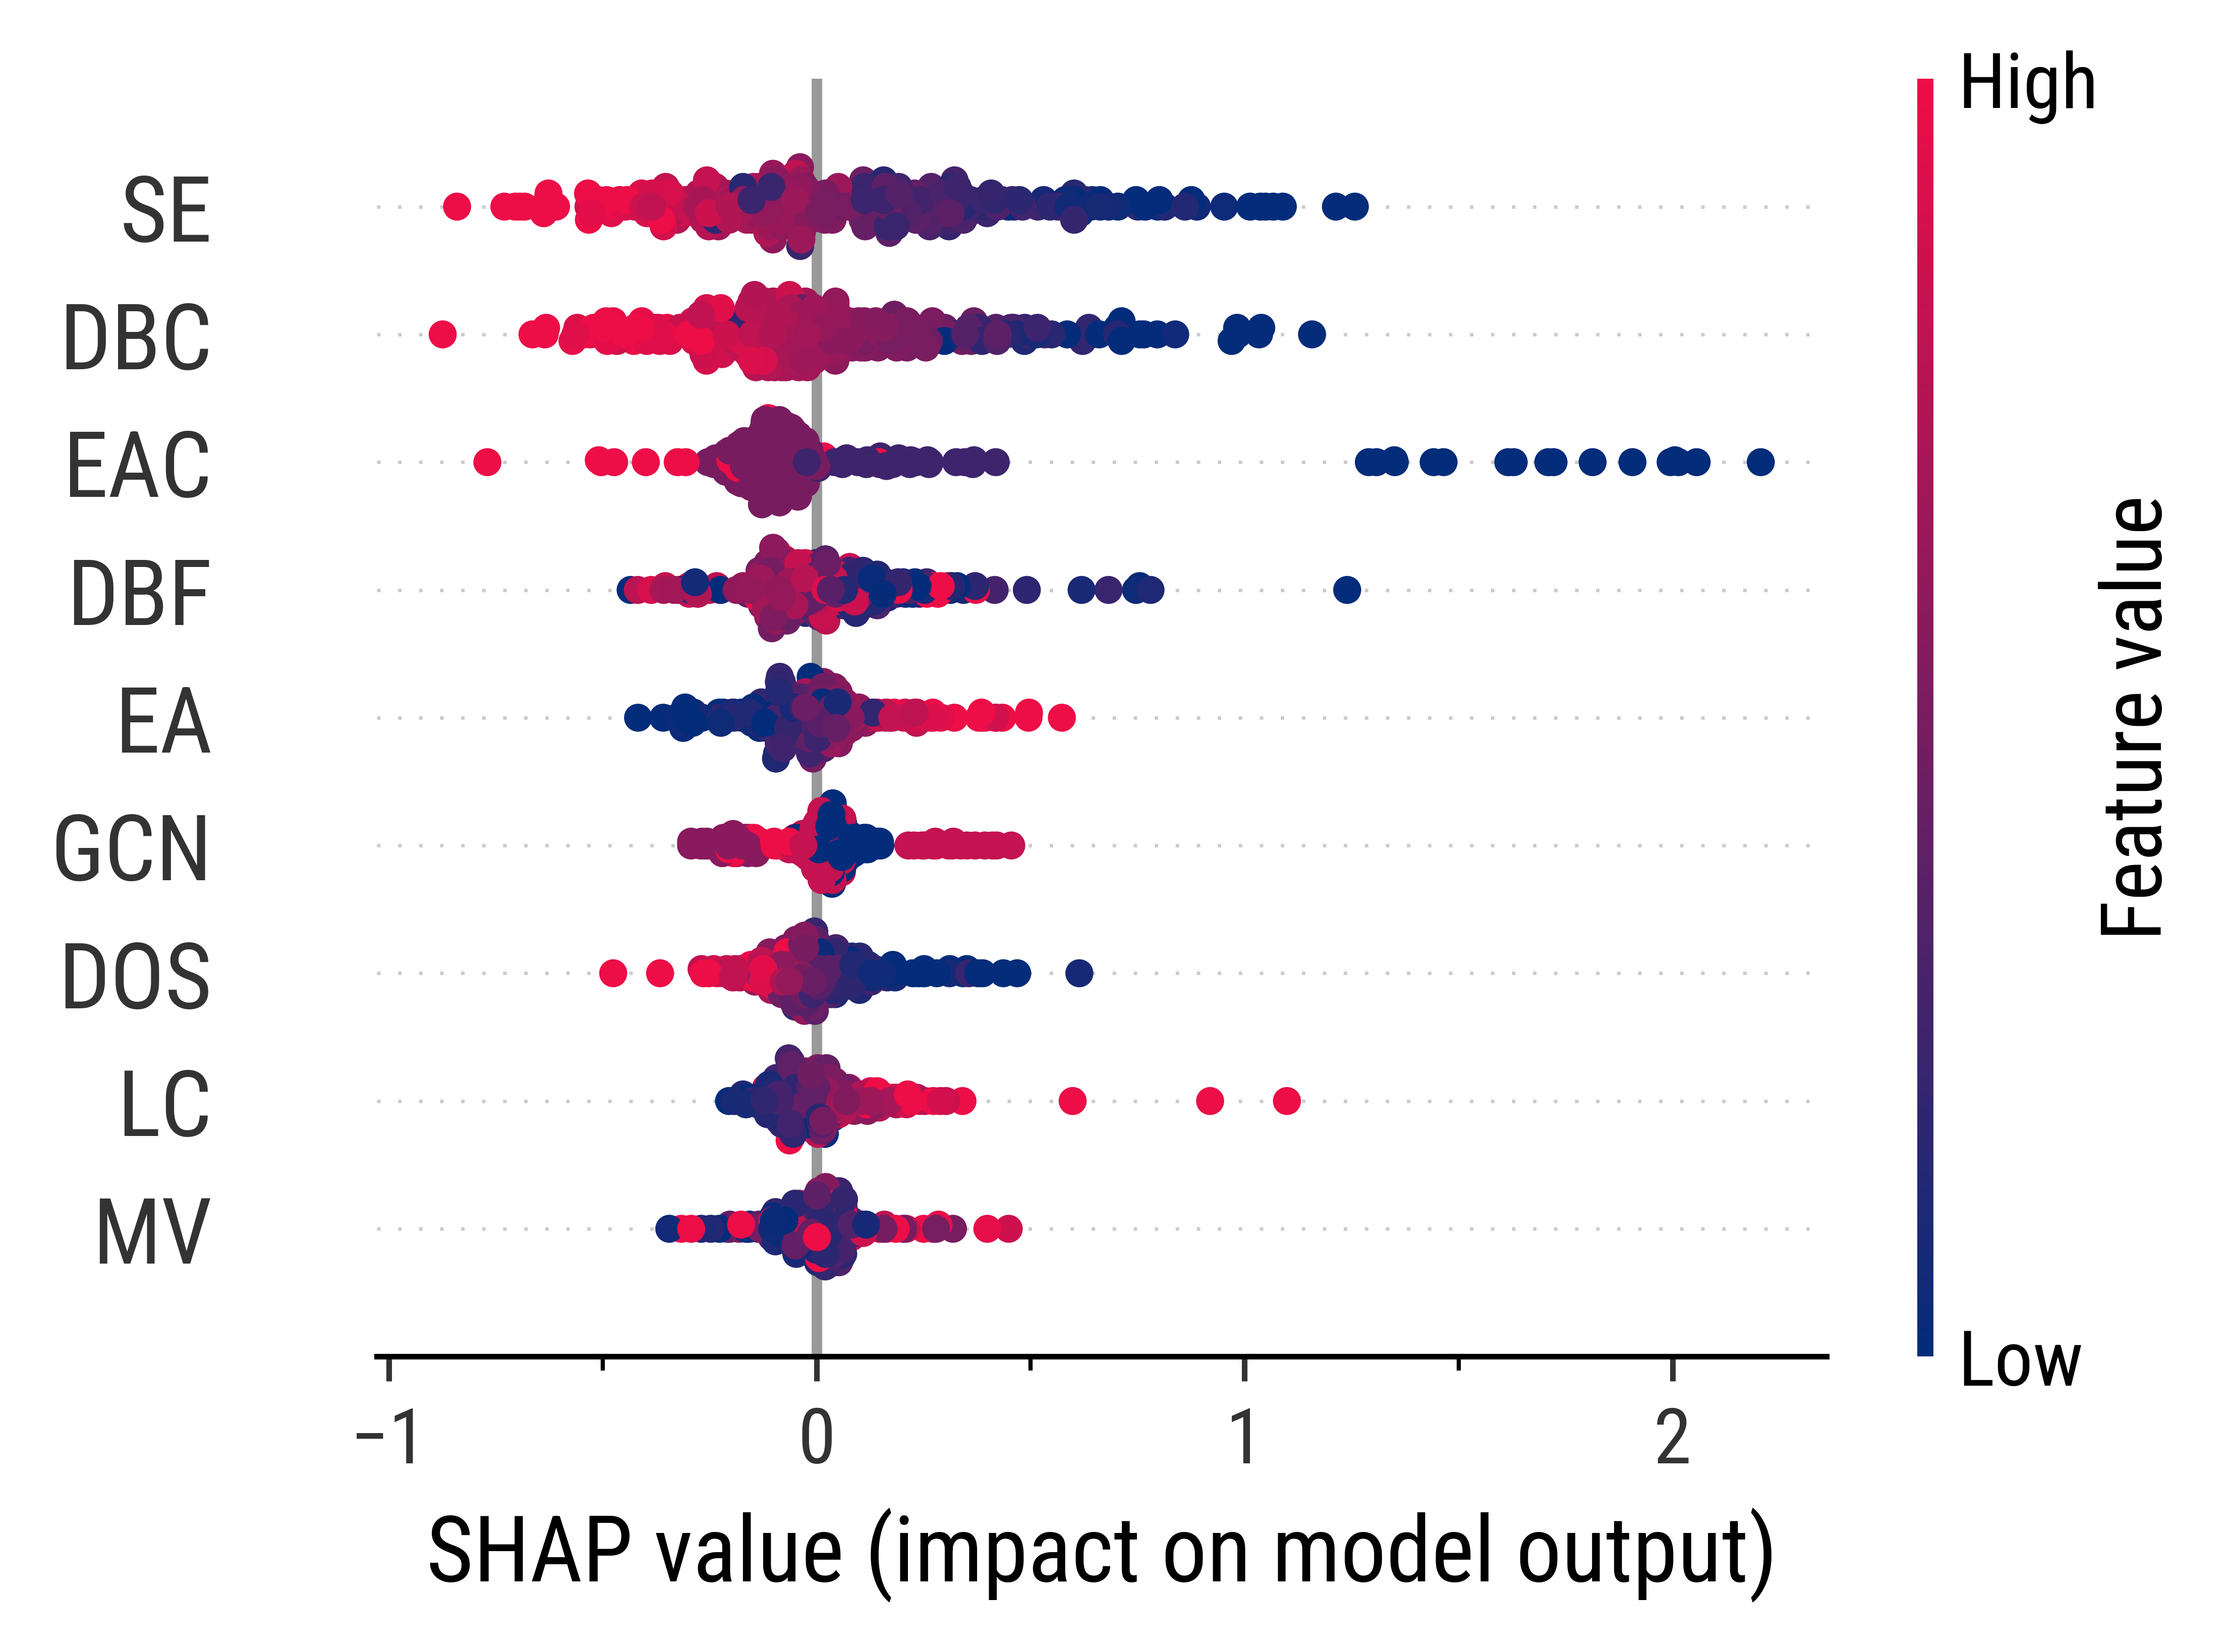 High
SE
DBC
EAC
DBF
EA
GCN
DOS
LC
MV
Feature value
Low
−1 0 1 2
SHAP value (impact on model output)